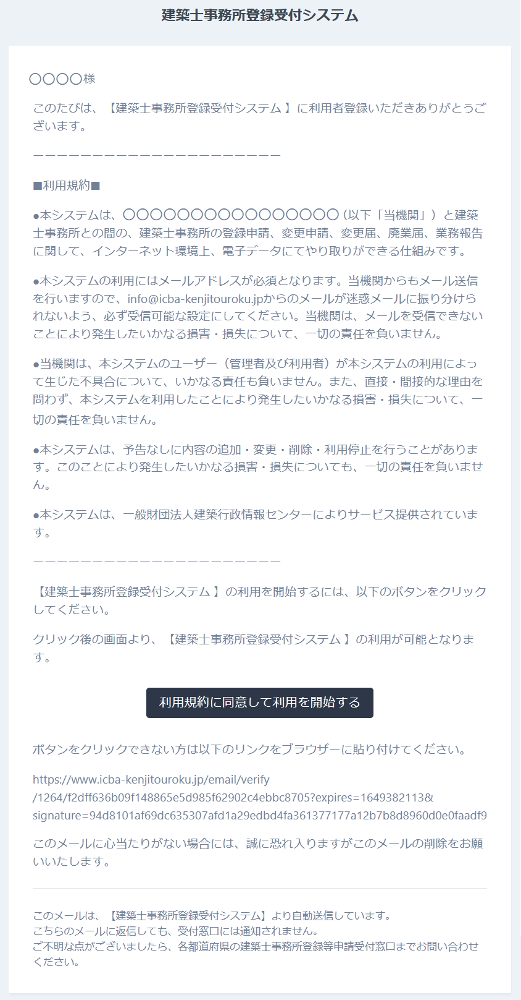 建築士事務所登録受付システム
〇〇〇〇様
このたびは、【建築士事務所登録受付システム 】に利用者登録いただきありがとうご
ざいます。
ーーーーーーーーーーーーーーーーーーーーー
■利用規約■
●本システムは、〇〇〇〇〇〇〇〇〇〇〇〇〇〇〇〇（以下「当機関」）と建築
士事務所との間の、建築士事務所の登録申請、変更申請、変更届、廃業届、業務報告
に関して、インターネット環境上、電子データにてやり取りができる仕組みです。
●本システムの利用にはメールアドレスが必須となります。当機関からもメール送信
を行いますので、info@icba-kenjitouroku.jpからのメールが迷惑メールに振り分けら
れないよう、必ず受信可能な設定にしてください。当機関は、メールを受信できない
ことにより発生したいかなる損害・損失について、一切の責任を負いません。
●当機関は、本システムのユーザー（管理者及び利用者）が本システムの利用によっ
て生じた不具合について、いかなる責任も負いません。また、直接・間接的な理由を
問わず、本システムを利用したことにより発生したいかなる損害・損失について、一
切の責任を負いません。
●本システムは、予告なしに内容の追加・変更・削除・利用停止を行うことがありま
す。このことにより発生したいかなる損害・損失についても、一切の責任を負いませ
ん。
●本システムは、一般財団法人建築行政情報センターによりサービス提供されていま
す。
ーーーーーーーーーーーーーーーーーーーーー
【建築士事務所登録受付システム 】の利用を開始するには、以下のボタンをクリック
してください。
クリック後の画面より、【建築士事務所登録受付システム 】の利用が可能となりま
す。
利用規約に同意して利用を開始する
ボタンをクリックできない方は以下のリンクをブラウザーに貼り付けてください。
https://www.icba-kenjitouroku.jp/email/verify
/1264/f2dff636b09f148865e5d985f62902c4ebbc8705?expires=1649382113&
signature=94d8101af69dc635307afd1a29edbd4fa361377177a12b7b8d8960d0e0faadf9
このメールに心当たりがない場合には、誠に恐れ入りますがこのメールの削除をお願
いいたします。
このメールは、【建築士事務所登録受付システム】より自動送信しています。
こちらのメールに返信しても、受付窓口には通知されません。
ご不明な点がございましたら、各都道府県の建築士事務所登録等申請受付窓口までお問い合わせ
ください。